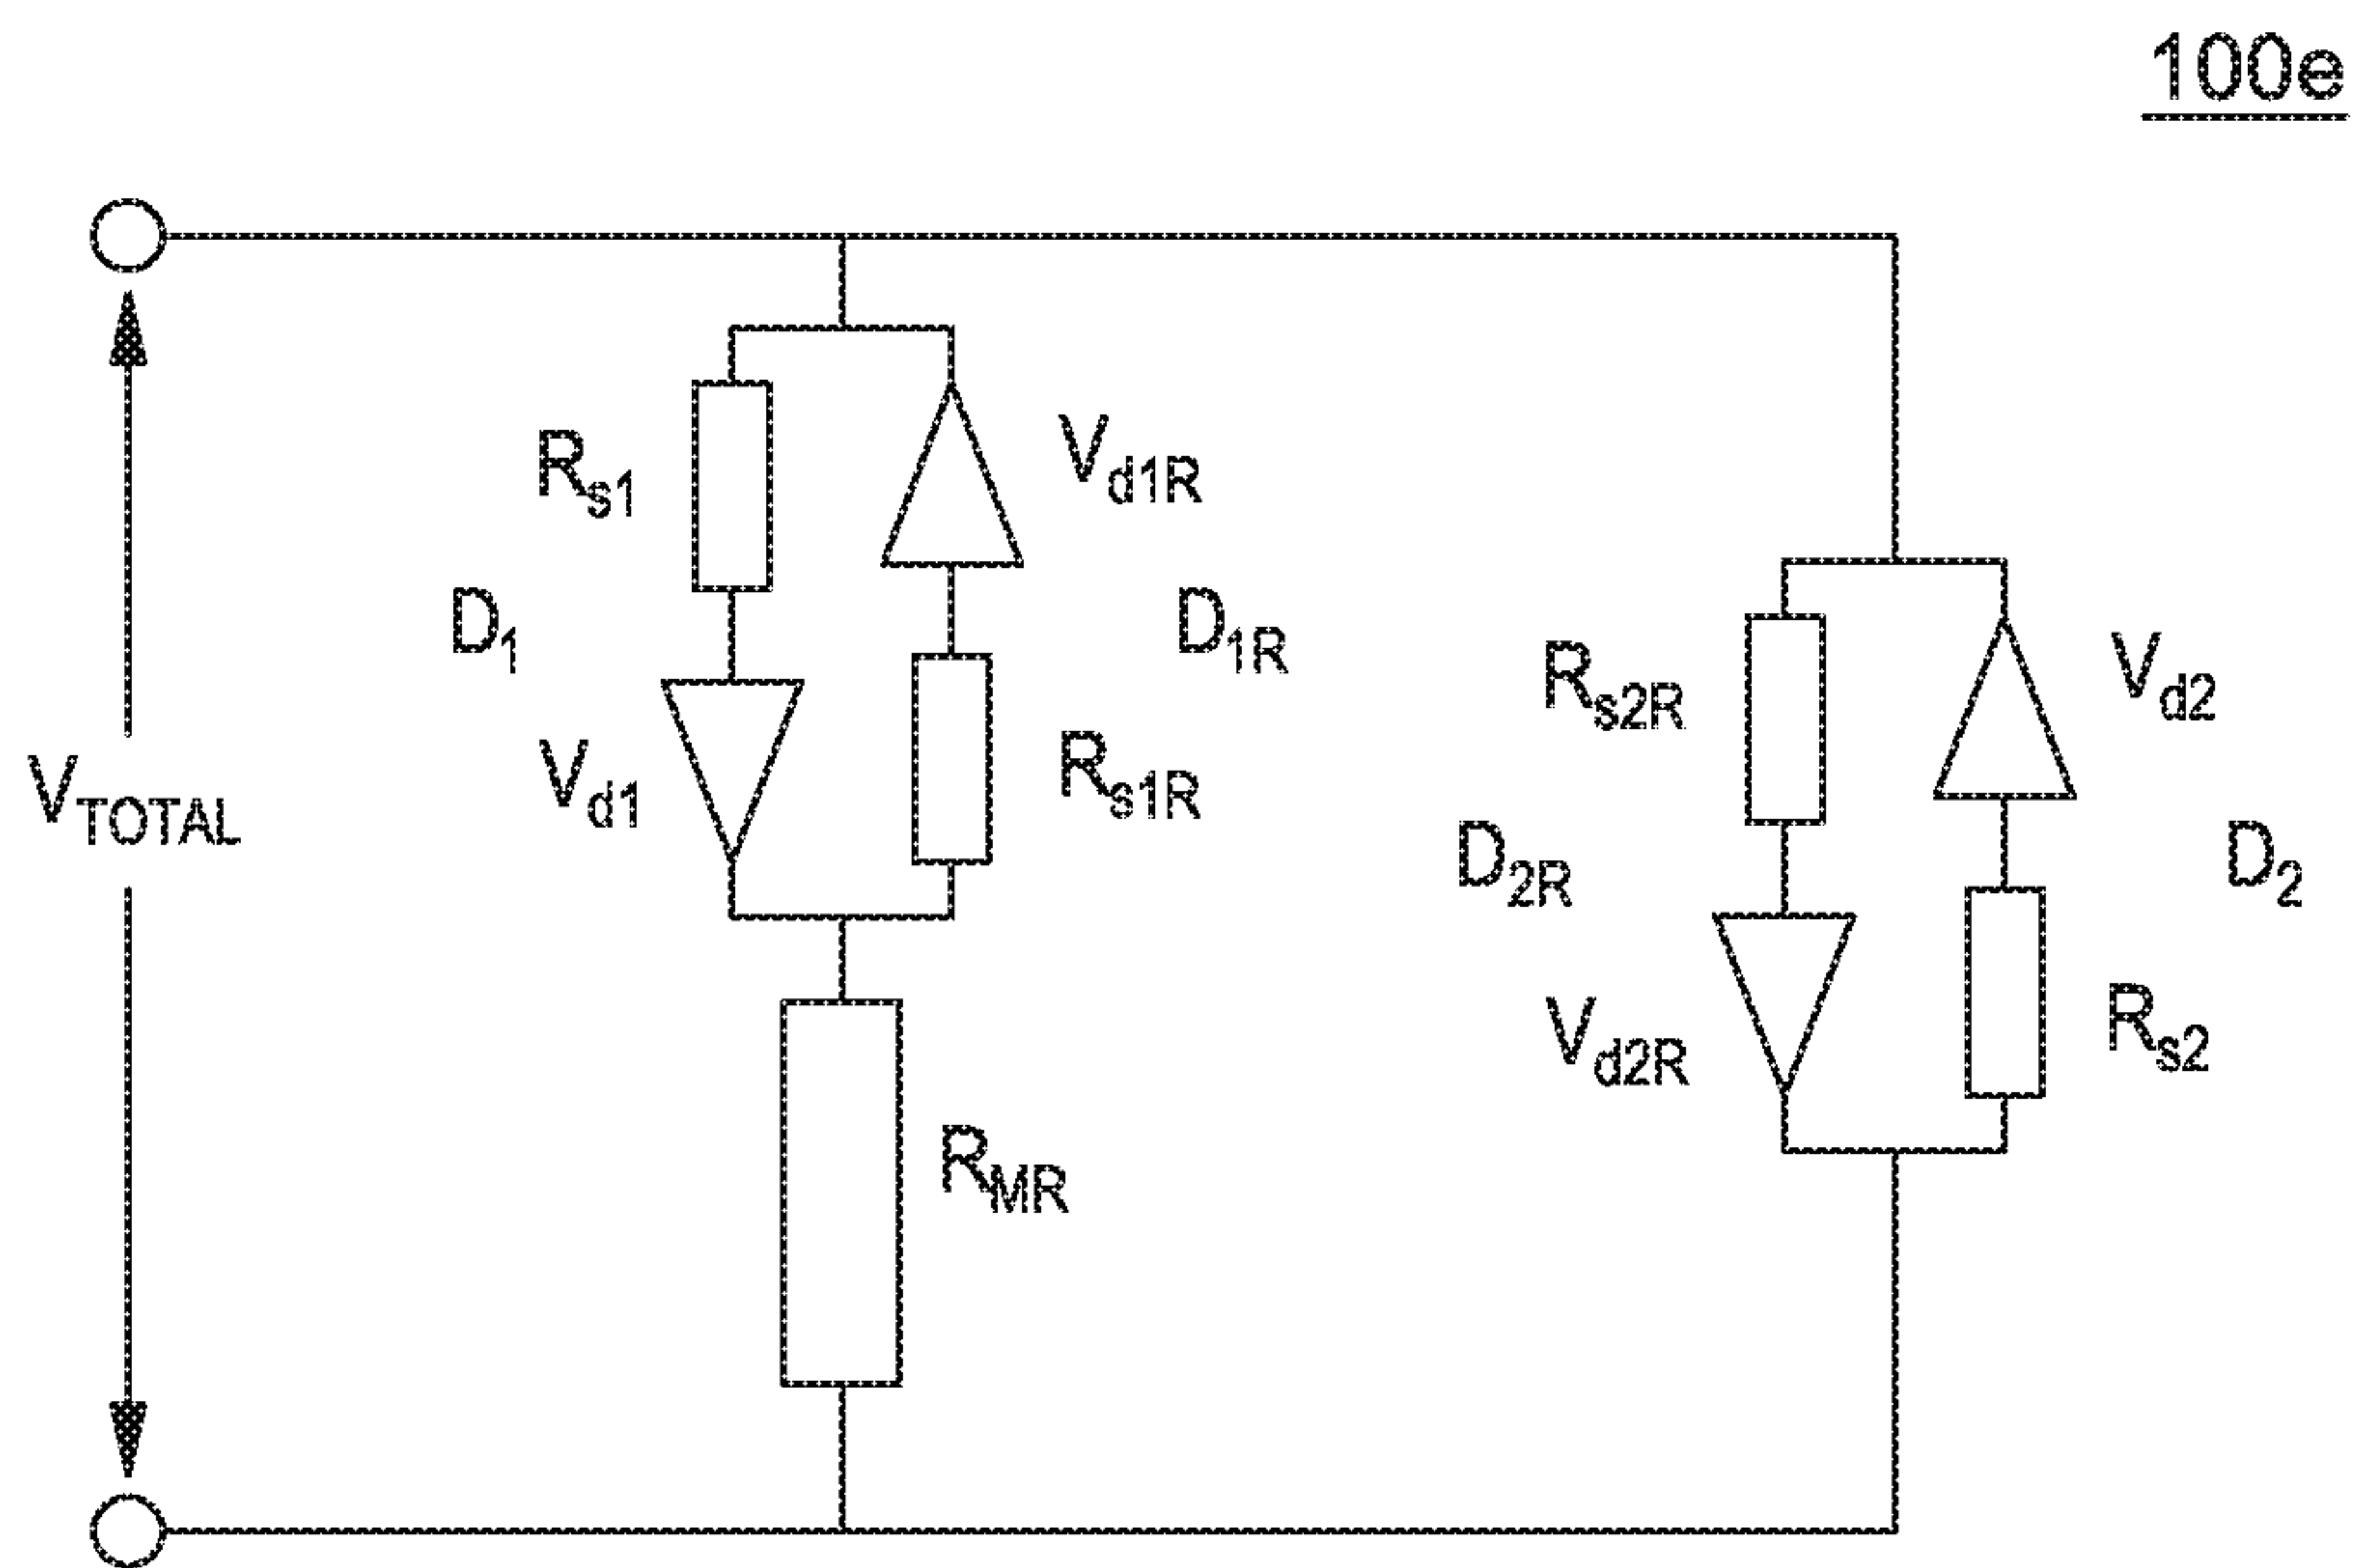 100e
Rs1
Vd1R
D1
D1R
Rs2R
Vd2
VTOTAL
Vd1
Rs1R
D2R
D2
Vd2R
Rs2
RMR